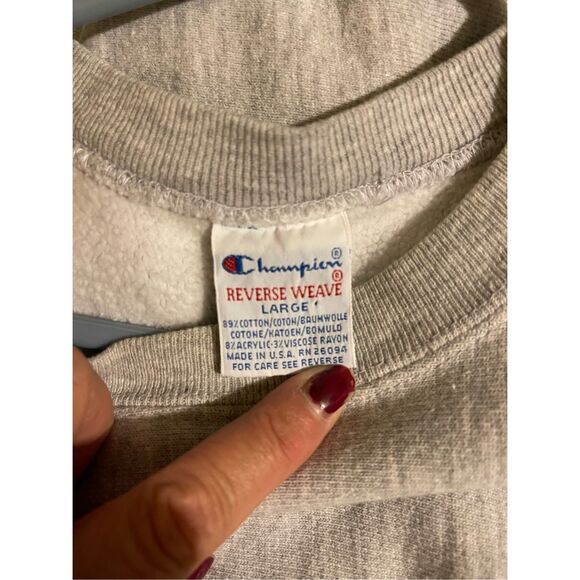 Champion®
REVERSE WEAVE®
LARGE
89%COTTON/COTON/BAUMWOLLE
COTONE/KATOEN/BOMULD
8%ACRYLIC-3%VISCOSE RAYON
MADE IN U.S.A. RN 26094
FOR CARE SEE REVERSE